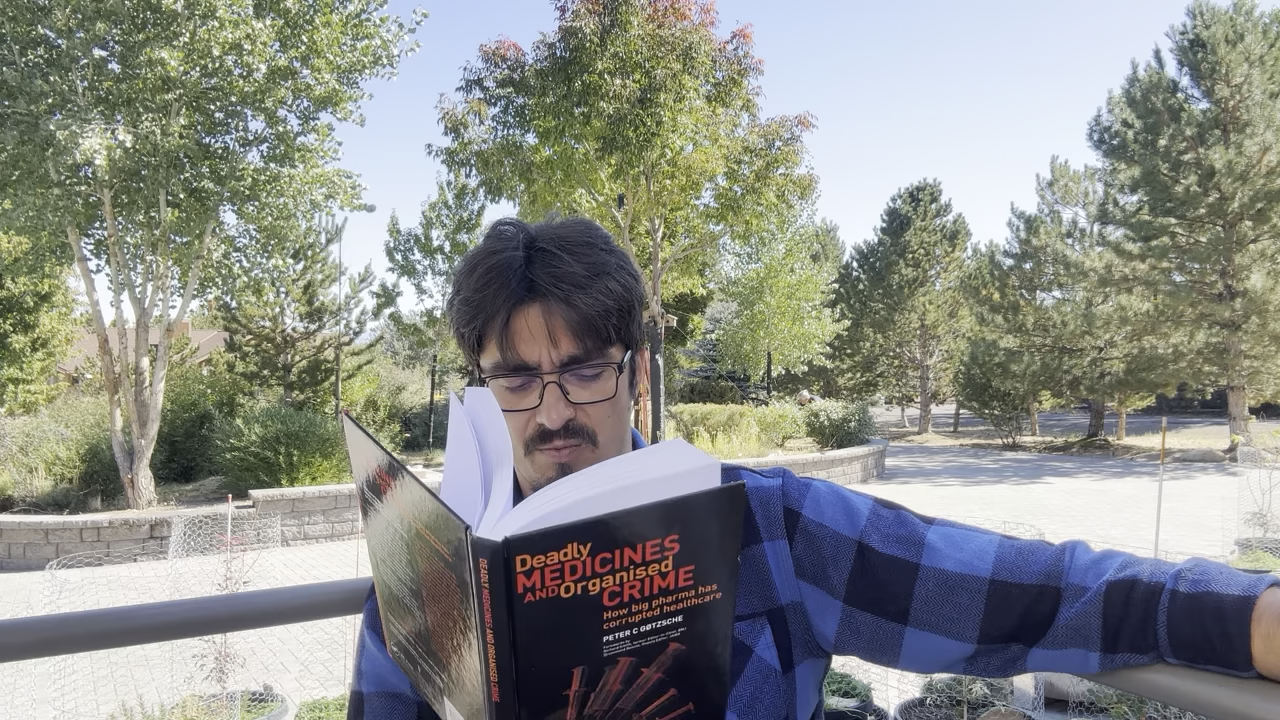 Deadly
MEDICINES
AND Organised
CRIME
How big pharma has
corrupted healthcare
PETER C GØTZSCHE
DEADLY MEDICINES AND ORGANISED CRIME